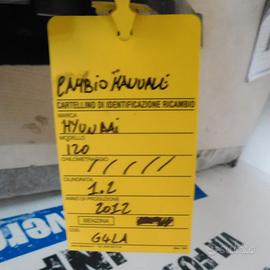 CAMBIO MANUALE
CARTELLINO DI IDENTIFICAZIONE RICAMBIO
MARCA
HYUNDAI
MODELLO
I20
CHILOMETRAGGIO
/////
CILINDRATA
1.2
ANNO DI PRODUZIONE
2012
BENZINA
G4LA